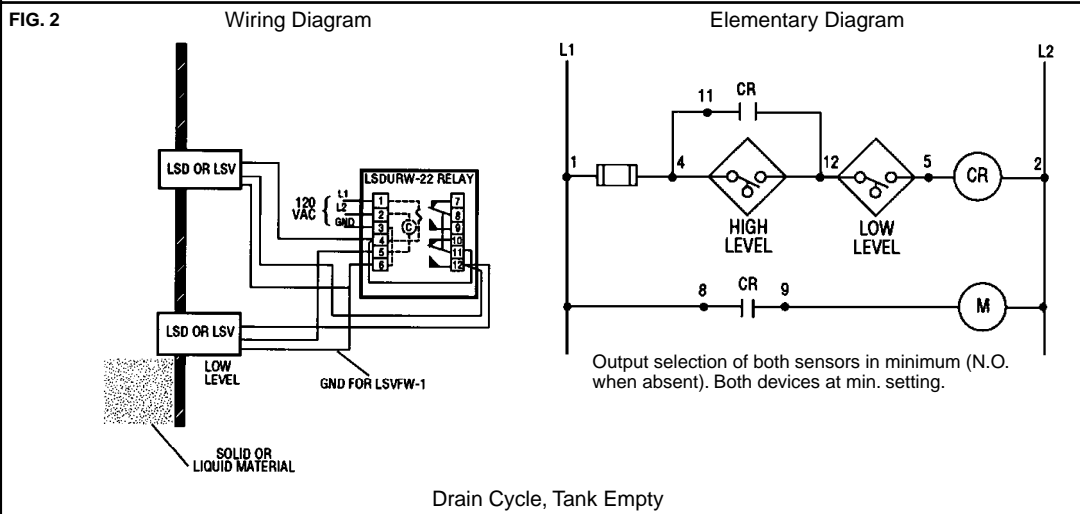 FIG. 2
Wiring Diagram
LSD OR LSV
LSDURW-22 RELAY
120
VAC
L1
L2
GND
1
2
3
4
5
6
C
7
8
9
10
11
12
LSD OR LSV
LOW
LEVEL
GND FOR LSVFW-1
SOLID OR
LIQUID MATERIAL
Elementary Diagram
L1
L2
11
CR
1
4
12
5
CR
2
HIGH
LEVEL
LOW
LEVEL
8
CR
9
M
Output selection of both sensors in minimum (N.O.
when absent). Both devices at min. setting.
Drain Cycle, Tank Empty